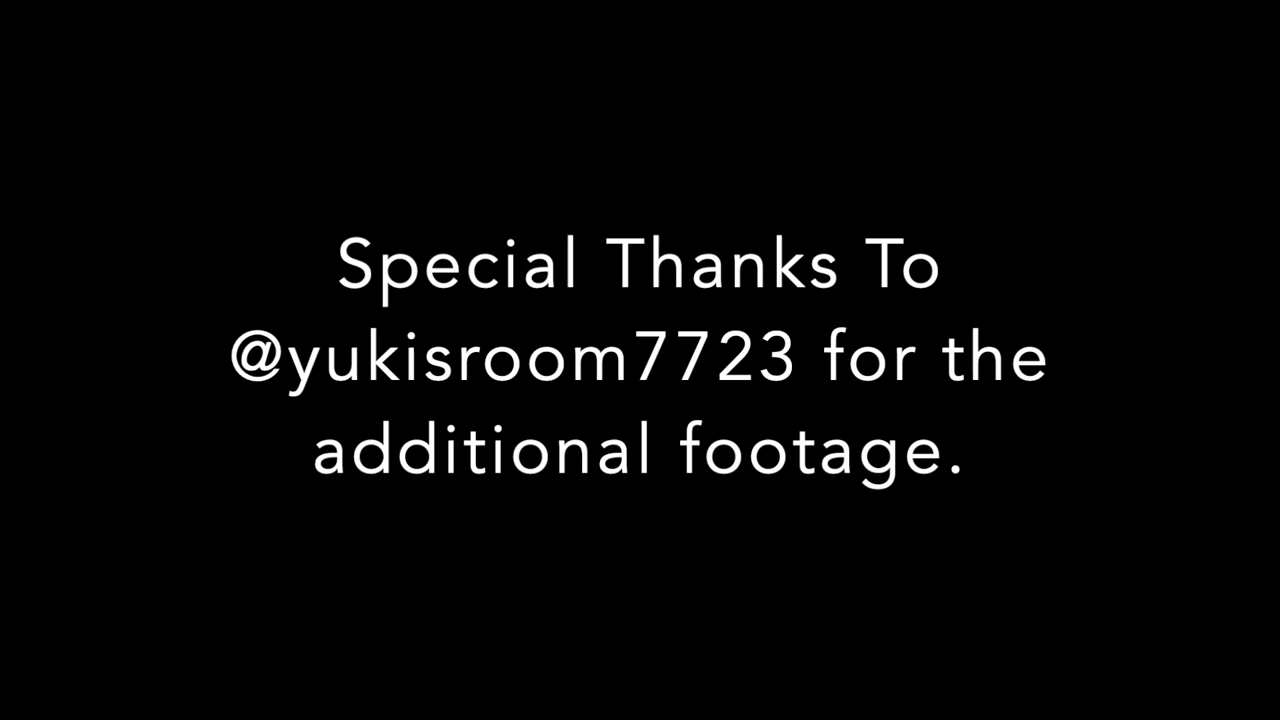 Special Thanks To
@yukisroom7723 for the
additional footage.